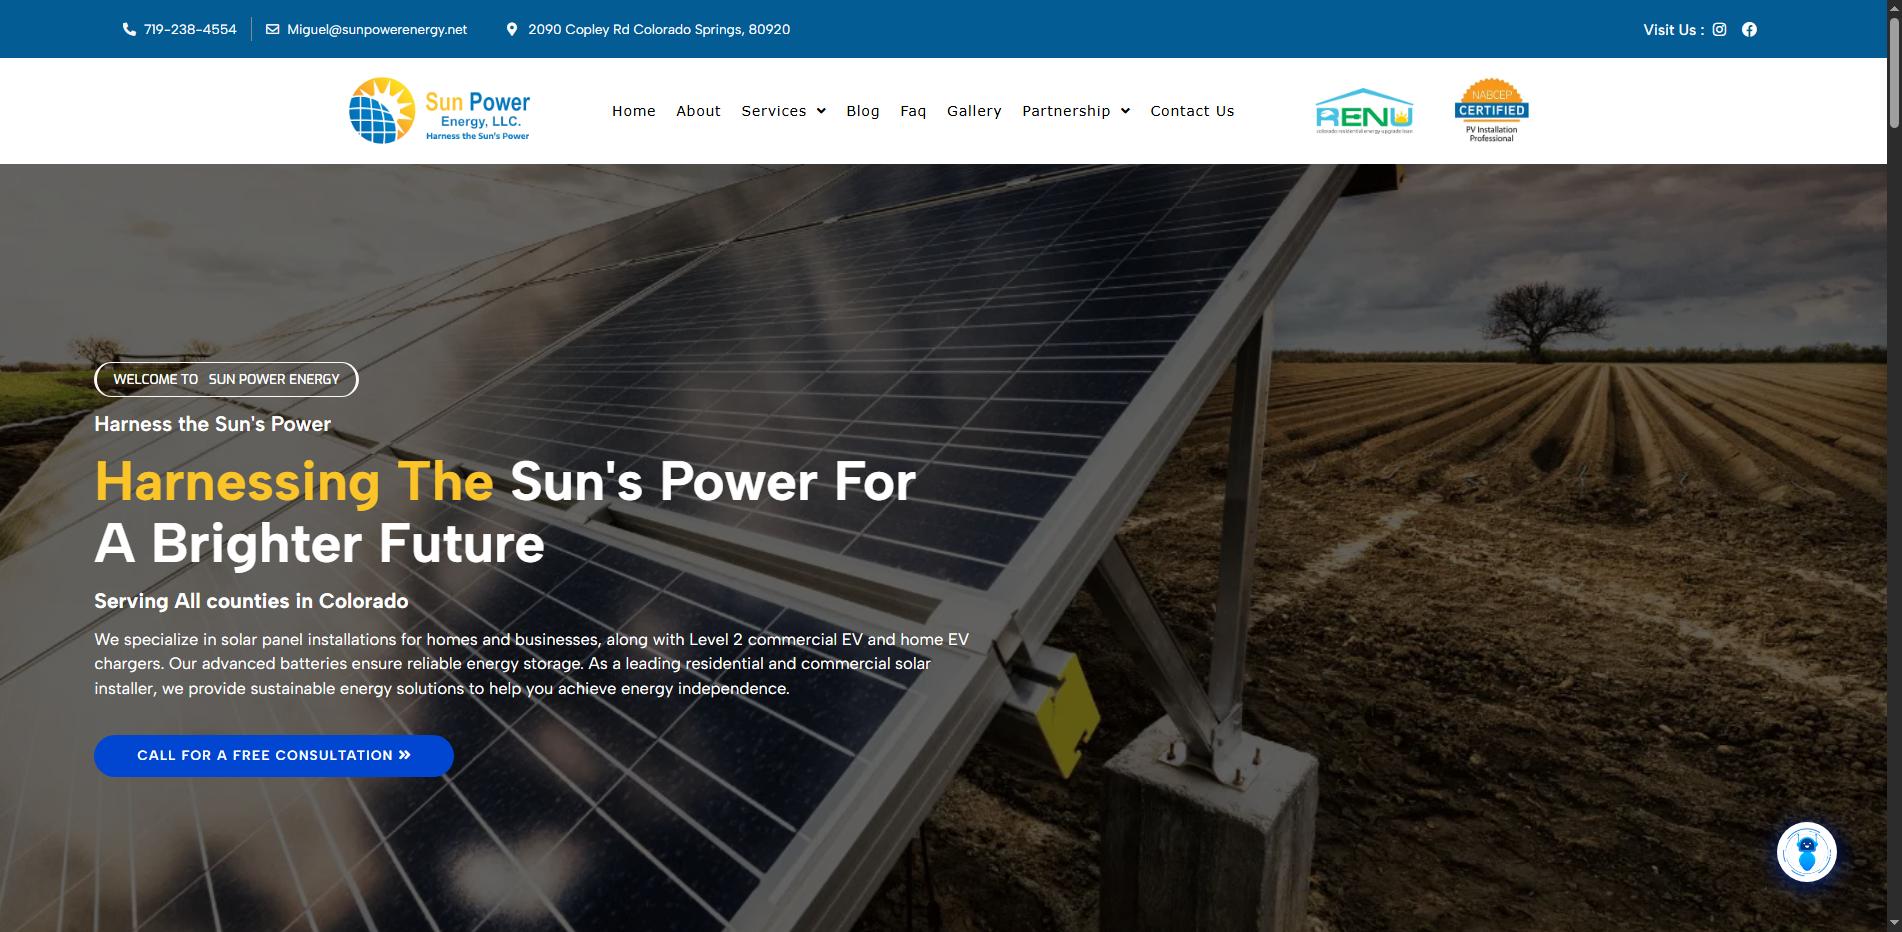 719-238-4554
Miguel@sunpowerenergy.net
2090 Copley Rd Colorado Springs, 80920
Visit Us :
Sun Power
Energy, LLC.
Harness the Sun's Power
Home
About
Services
Blog
Faq
Gallery
Partnership
Contact Us
RENU
colorado residential energy upgrade loan
NABCEP
CERTIFIED
PV Installation
Professional
WELCOME TO SUN POWER ENERGY
Harness the Sun's Power
Harnessing The Sun's Power For
A Brighter Future
Serving All counties in Colorado
We specialize in solar panel installations for homes and businesses, along with Level 2 commercial EV and home EV
chargers. Our advanced batteries ensure reliable energy storage. As a leading residential and commercial solar
installer, we provide sustainable energy solutions to help you achieve energy independence.
CALL FOR A FREE CONSULTATION »